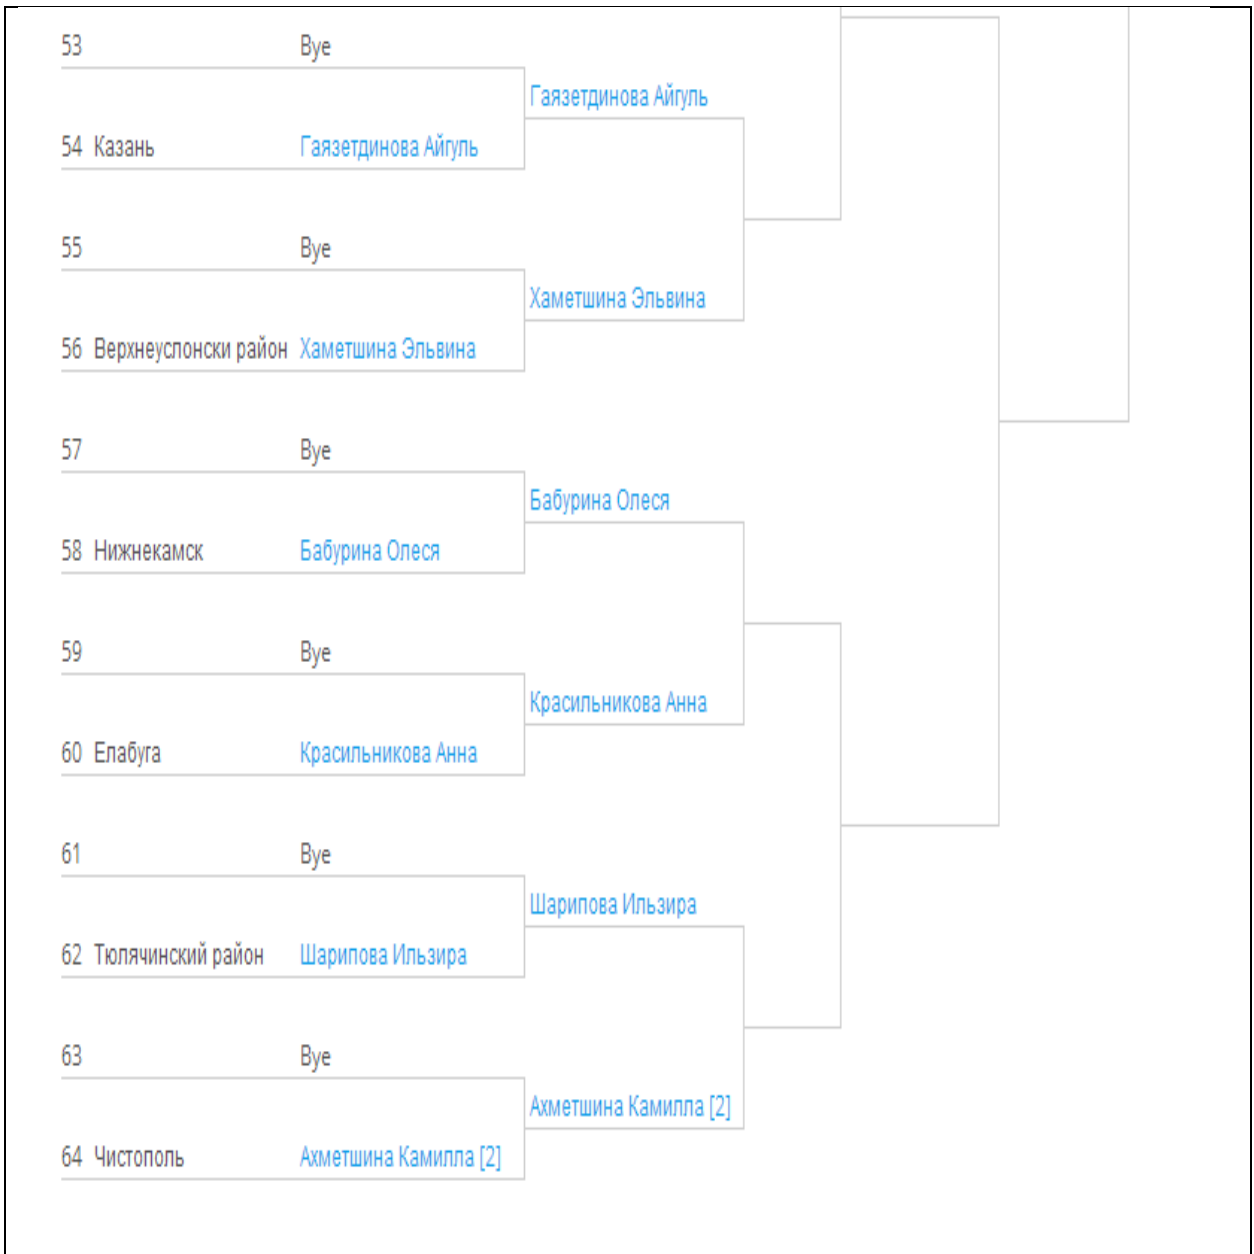 53 Bye
Гаязетдинова Айгуль
54 Казань Гаязетдинова Айгуль
55 Bye
Хаметшина Эльвина
56 Верхнеуслонски район Хаметшина Эльвина
57 Bye
Бабурина Олеся
58 Нижнекамск Бабурина Олеся
59 Bye
Красильникова Анна
60 Елабуга Красильникова Анна
61 Bye
Шарипова Ильзира
62 Тюлячинский район Шарипова Ильзира
63 Bye
Ахметшина Камилла [2]
64 Чистополь Ахметшина Камилла [2]